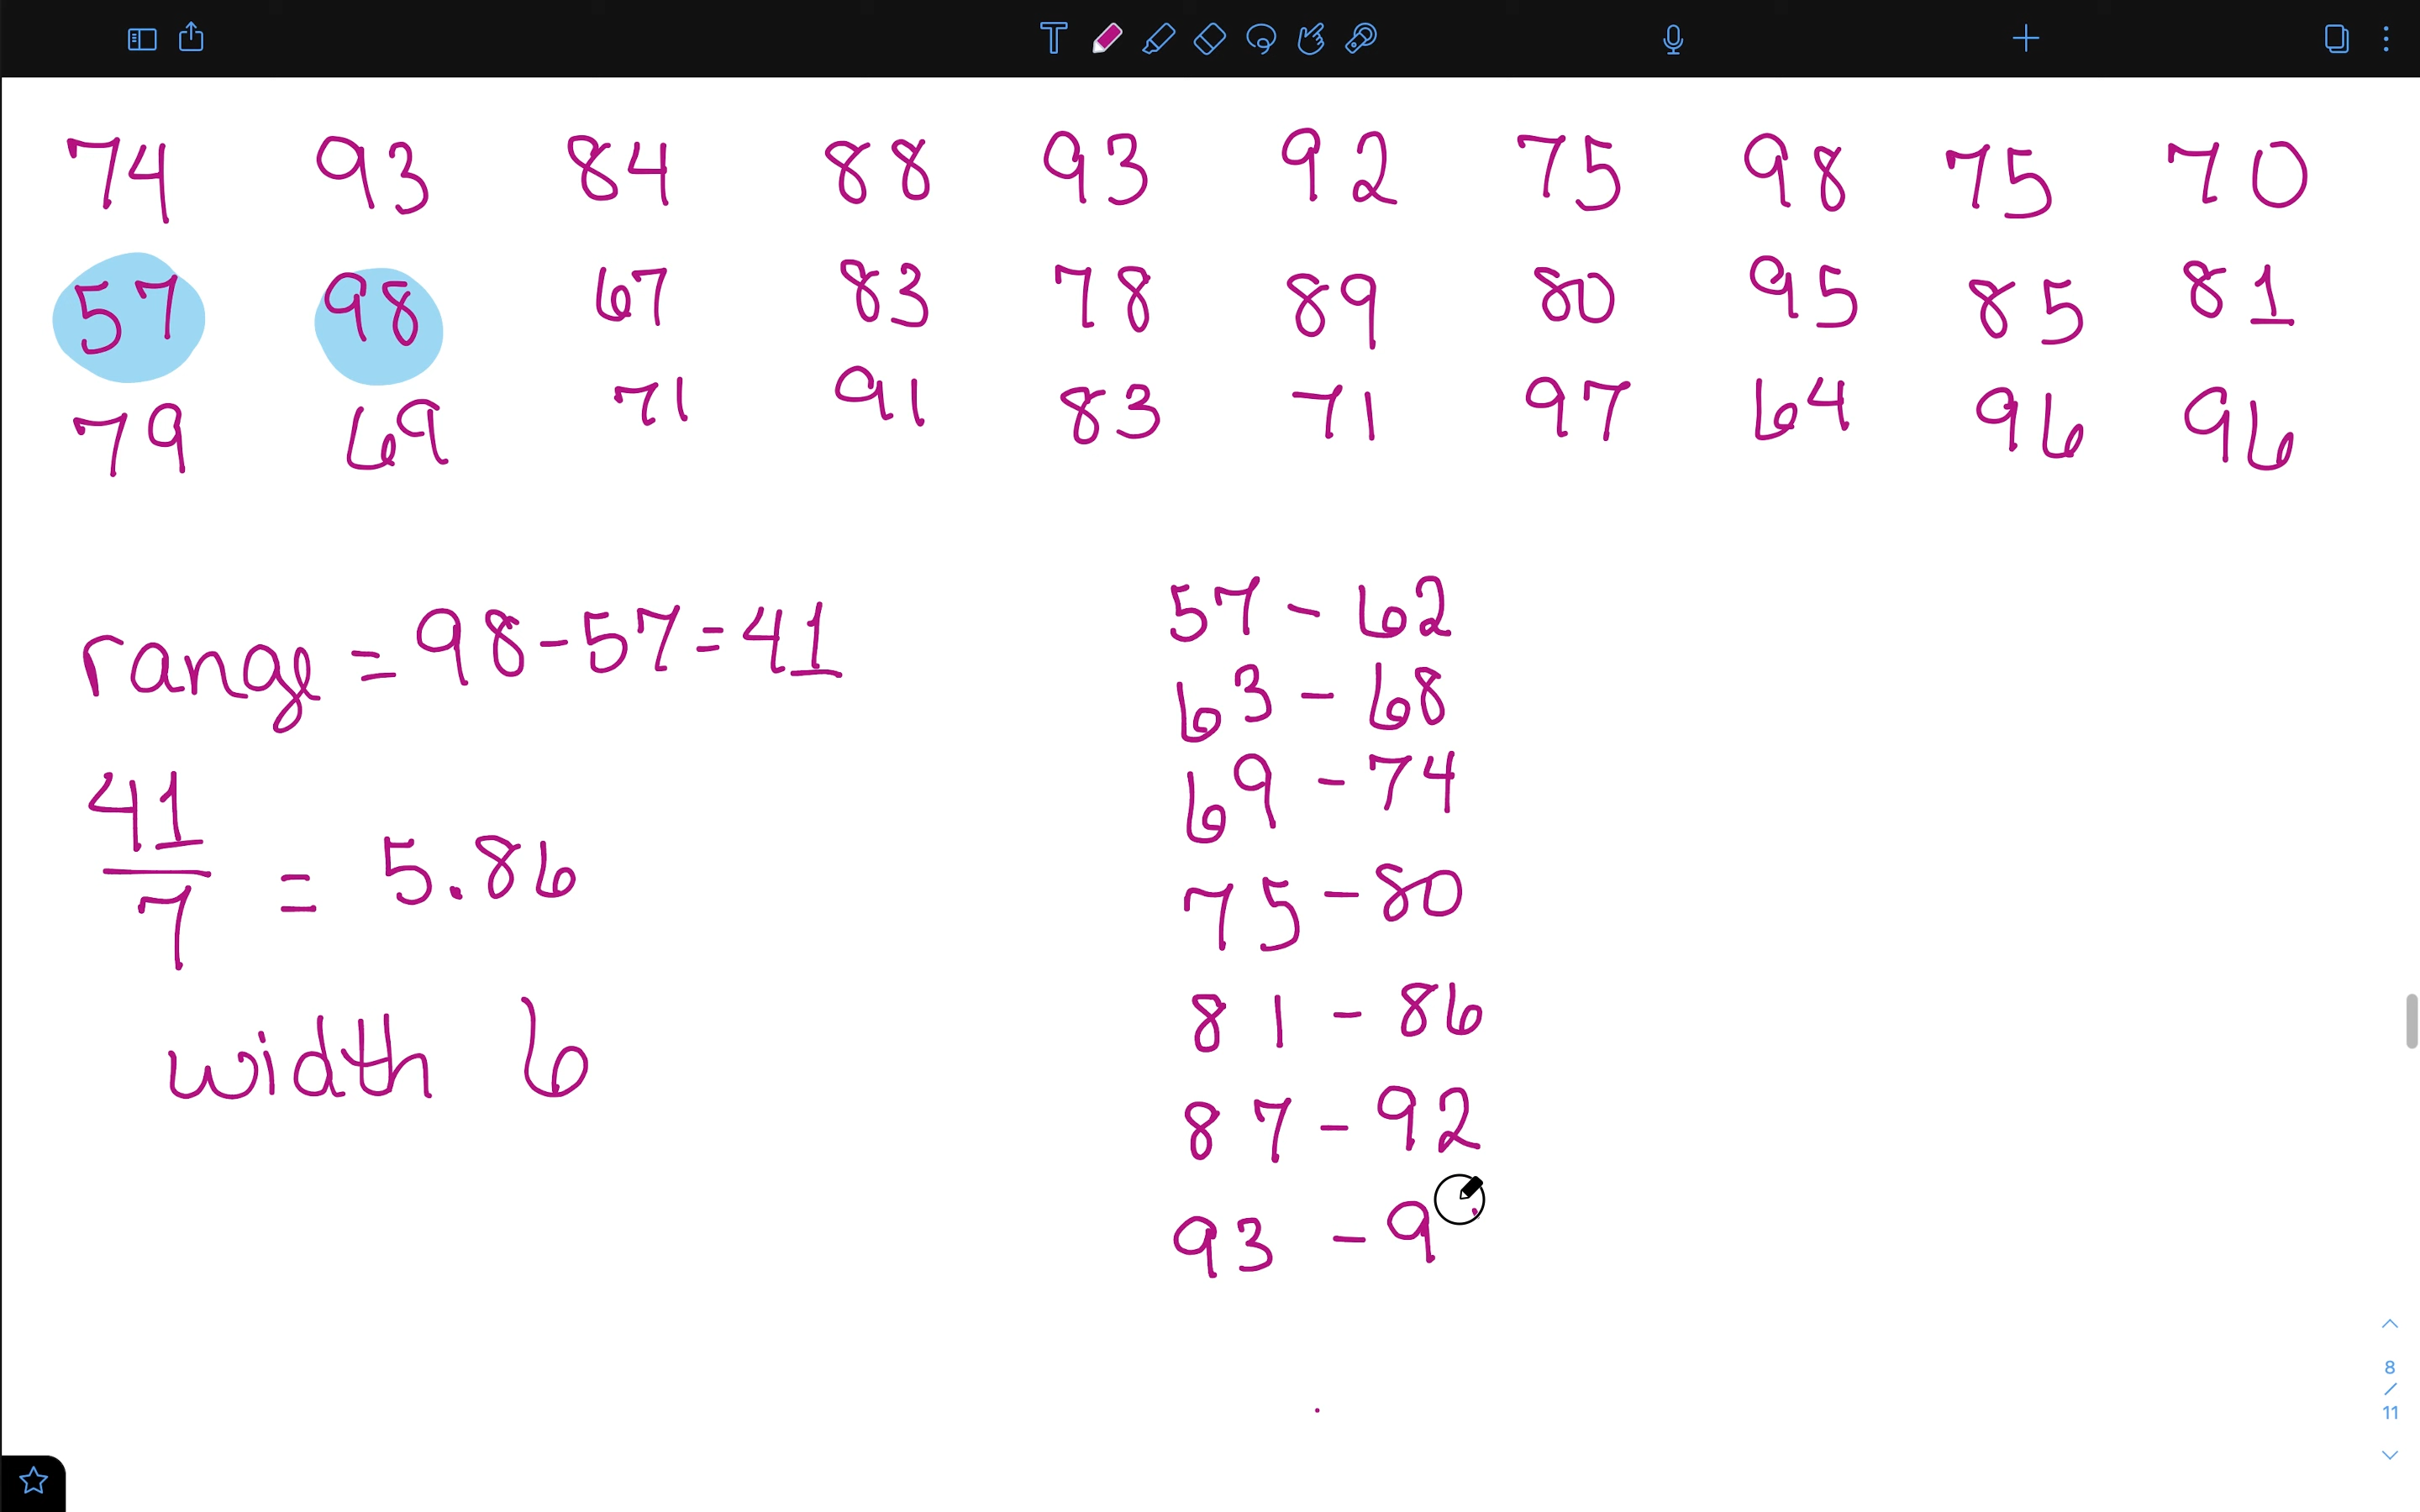 74 93 84 88 93 92 75 98 75 70
57 98 67 83 78 89 80 95 85 81
79 69 71 91 83 71 97 64 96 96
range = 98 - 57 = 41
41
7
= 5.86
width 6
57 - 62
63 - 68
69 - 74
75 - 80
81 - 86
87 - 92
93 - 9
8
/
11